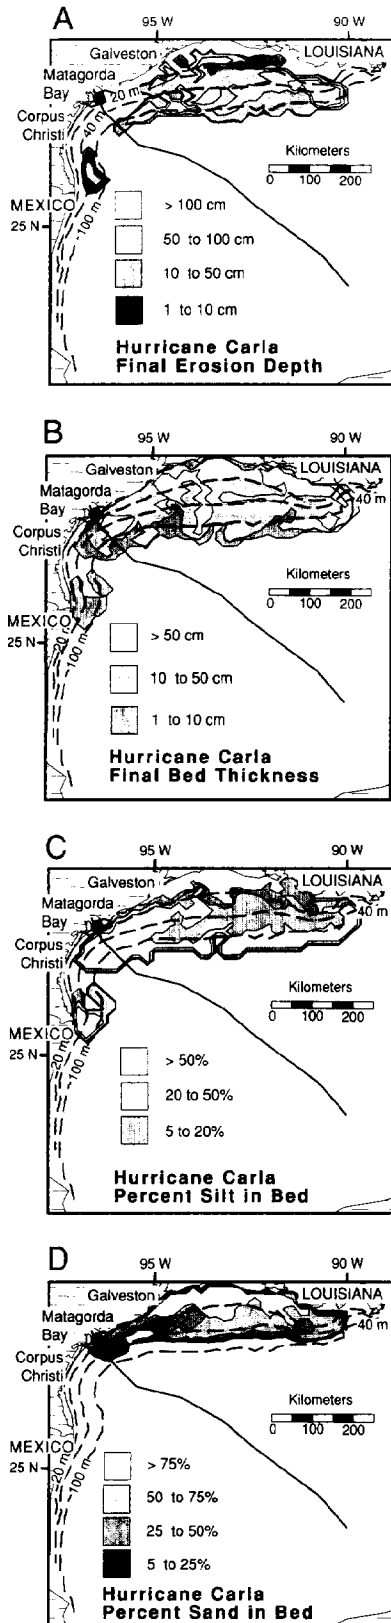 A
95 W
90 W
Galveston
LOUISIANA
Matagorda
Bay
20 m
Corpus
Christi
40 m
Kilometers
0 100 200
MEXICO
25 N
100 m
> 100 cm
50 to 100 cm
10 to 50 cm
1 to 10 cm
Hurricane Carla
Final Erosion Depth
B
95 W
90 W
Galveston
LOUISIANA
Matagorda
Bay
40 m
Corpus
Christi
Kilometers
0 100 200
MEXICO
25 N
20 m
100 m
> 50 cm
10 to 50 cm
1 to 10 cm
Hurricane Carla
Final Bed Thickness
C
95 W
90 W
Galveston
LOUISIANA
Matagorda
Bay
40 m
Corpus
Christi
Kilometers
0 100 200
MEXICO
25 N
20 m
100 m
> 50%
20 to 50%
5 to 20%
Hurricane Carla
Percent Silt in Bed
D
95 W
90 W
Galveston
LOUISIANA
Matagorda
Bay
40 m
Corpus
Christi
Kilometers
0 100 200
MEXICO
25 N
20 m
100 m
> 75%
50 to 75%
25 to 50%
5 to 25%
Hurricane Carla
Percent Sand in Bed